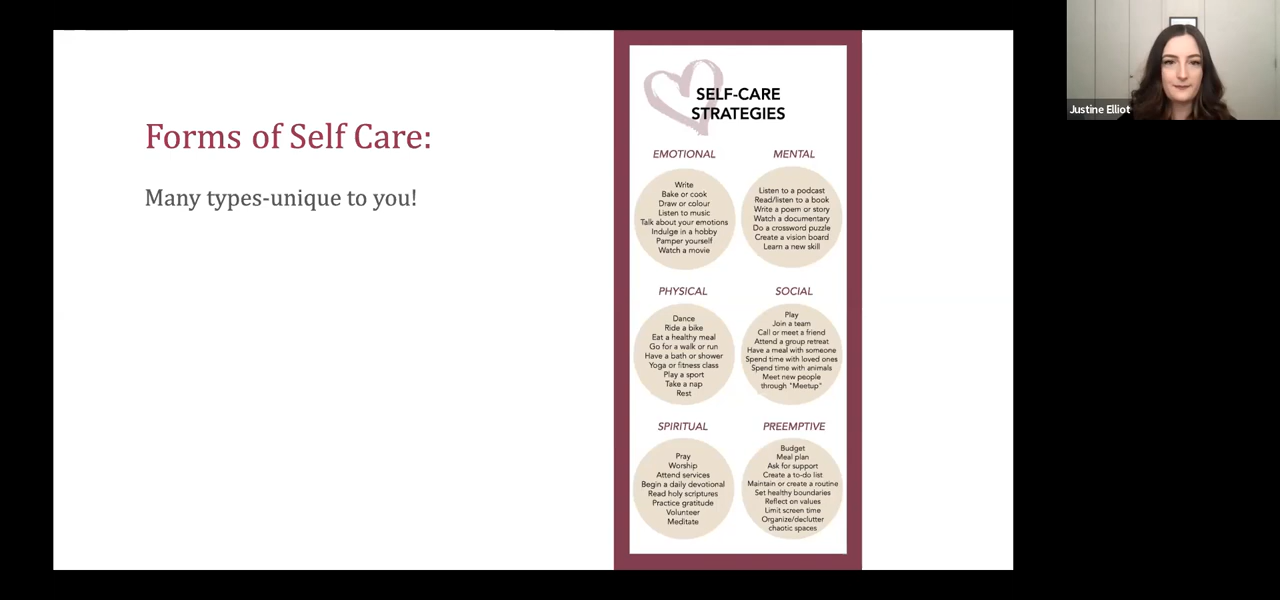 Forms of Self Care:
Many types-unique to you!
SELF-CARE
STRATEGIES
EMOTIONAL
Write
Bake or cook
Draw or colour
Listen to music
Talk about your emotions
Indulge in a hobby
Pamper yourself
Watch a movie
MENTAL
Listen to a podcast
Read/listen to a book
Write a poem or story
Watch a documentary
Do a crossword puzzle
Create a vision board
Learn a new skill
PHYSICAL
Dance
Ride a bike
Eat a healthy meal
Go for a walk or run
Have a bath or shower
Yoga or fitness class
Play a sport
Take a nap
Rest
SOCIAL
Play
Join a team
Call or meet a friend
Attend a group retreat
Have a meal with someone
Spend time with loved ones
Spend time with animals
Meet new people
through "Meetup"
SPIRITUAL
Pray
Worship
Attend services
Begin a daily devotional
Read holy scriptures
Practice gratitude
Volunteer
Meditate
PREEMPTIVE
Budget
Meal plan
Ask for support
Create a to-do list
Maintain or create a routine
Set healthy boundaries
Reflect on values
Limit screen time
Organize/declutter
chaotic spaces
Justine Elliot